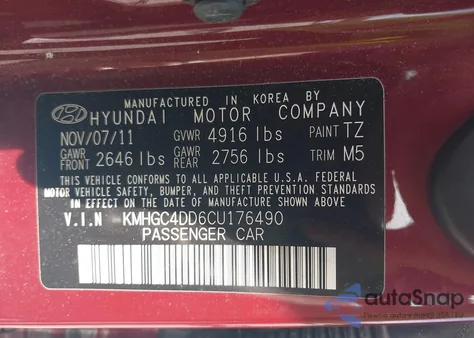 MANUFACTURED IN KOREA BY
HYUNDAI MOTOR COMPANY
NOV/07/11 GVWR 4916 lbs PAINT TZ
GAWR FRONT 2646 lbs GAWR REAR 2756 lbs TRIM M5
THIS VEHICLE CONFORMS TO ALL APPLICABLE U.S.A. FEDERAL
MOTOR VEHICLE SAFETY, BUMPER, AND THEFT PREVENTION
STANDARDS IN EFFECT ON THE DATE OF MANUFACTURE SHOWN ABOVE.
V.I.N KMHGC4DD6CU176490
PASSENGER CAR
autoSnap